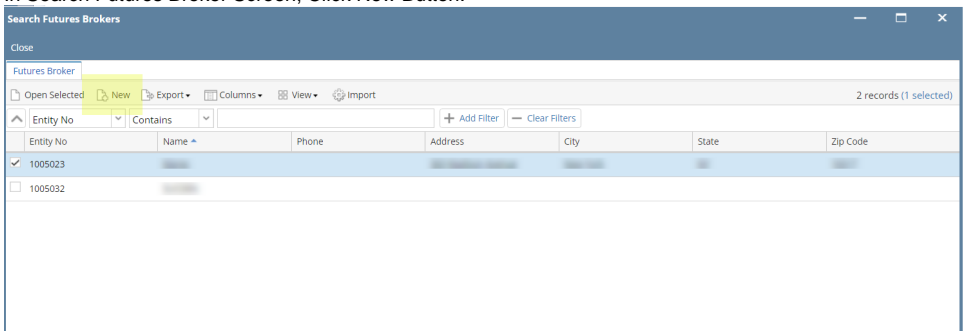 In Search Futures Broker Screen, Click New Button.
Search Futures Brokers
Close
Futures Broker
Open Selected New Export Columns View Import 2 records (1 selected)
Entity No Contains Add Filter Clear Filters
Entity No Name Phone Address City State Zip Code
1005023
1005032